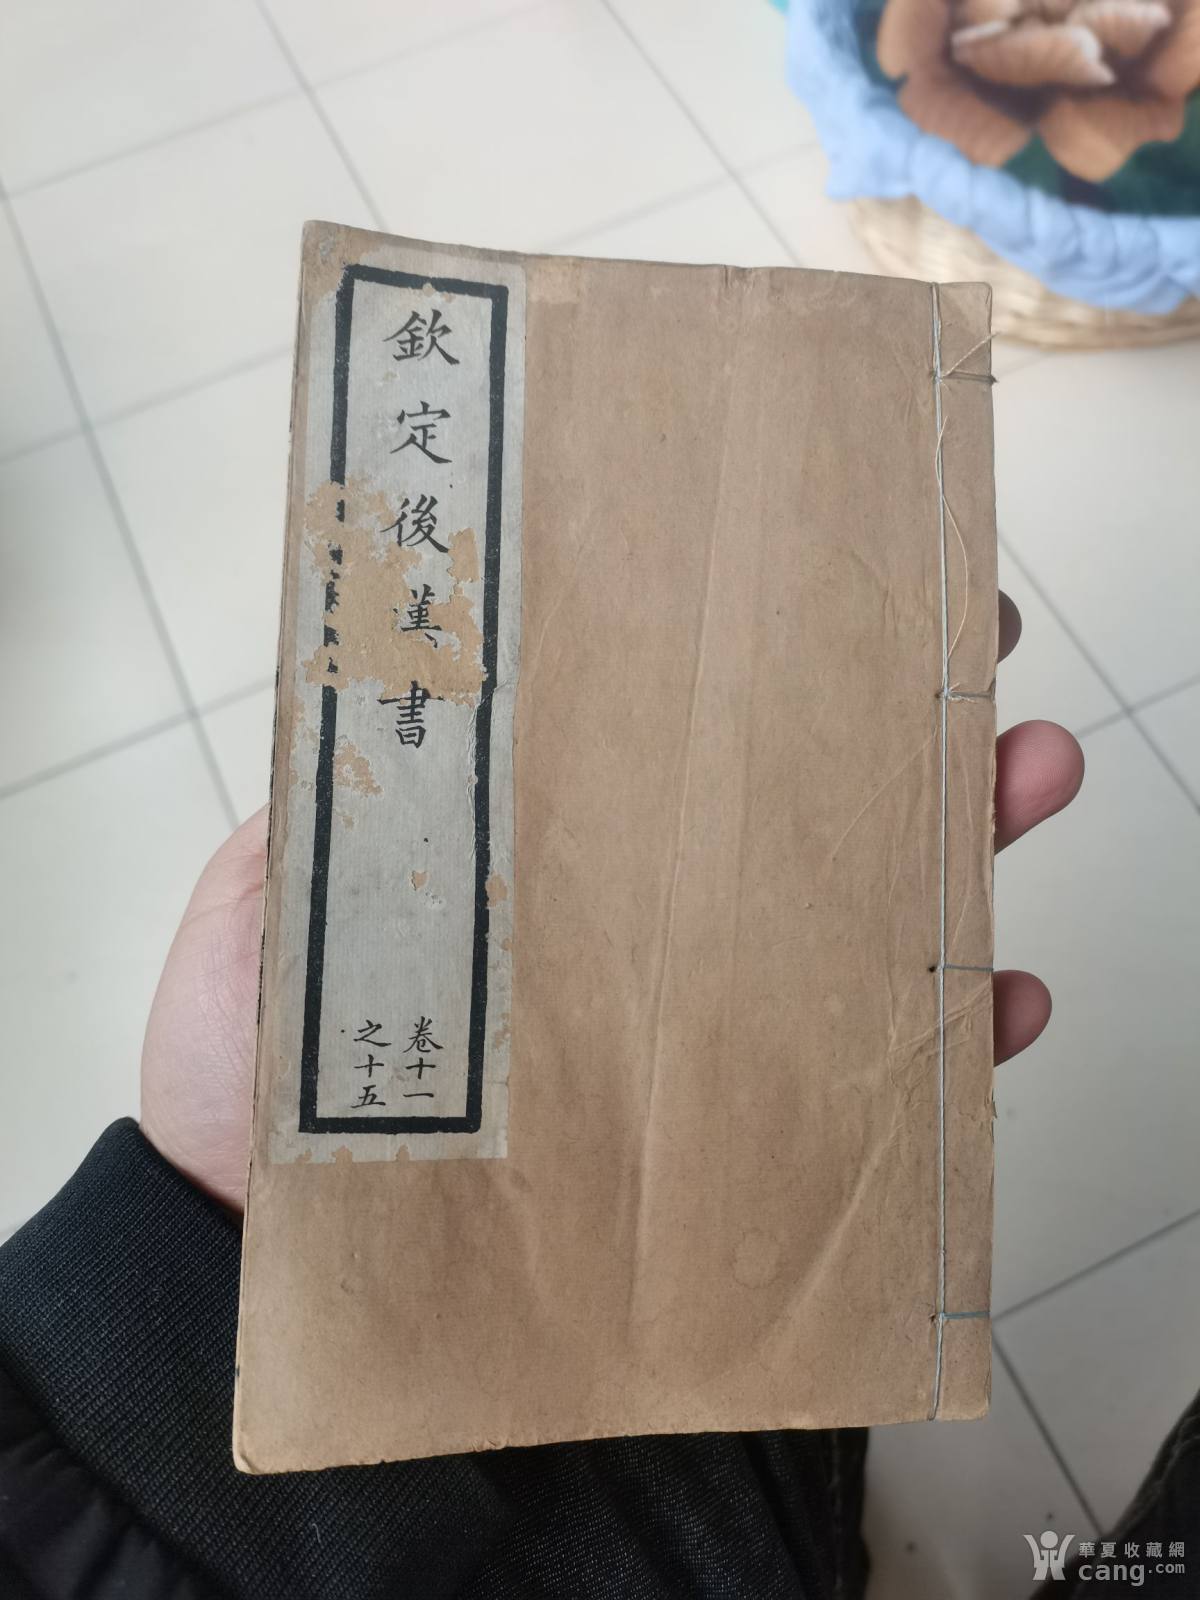 欽定後漢書
卷十一
之十五
華夏收藏網
cang.com